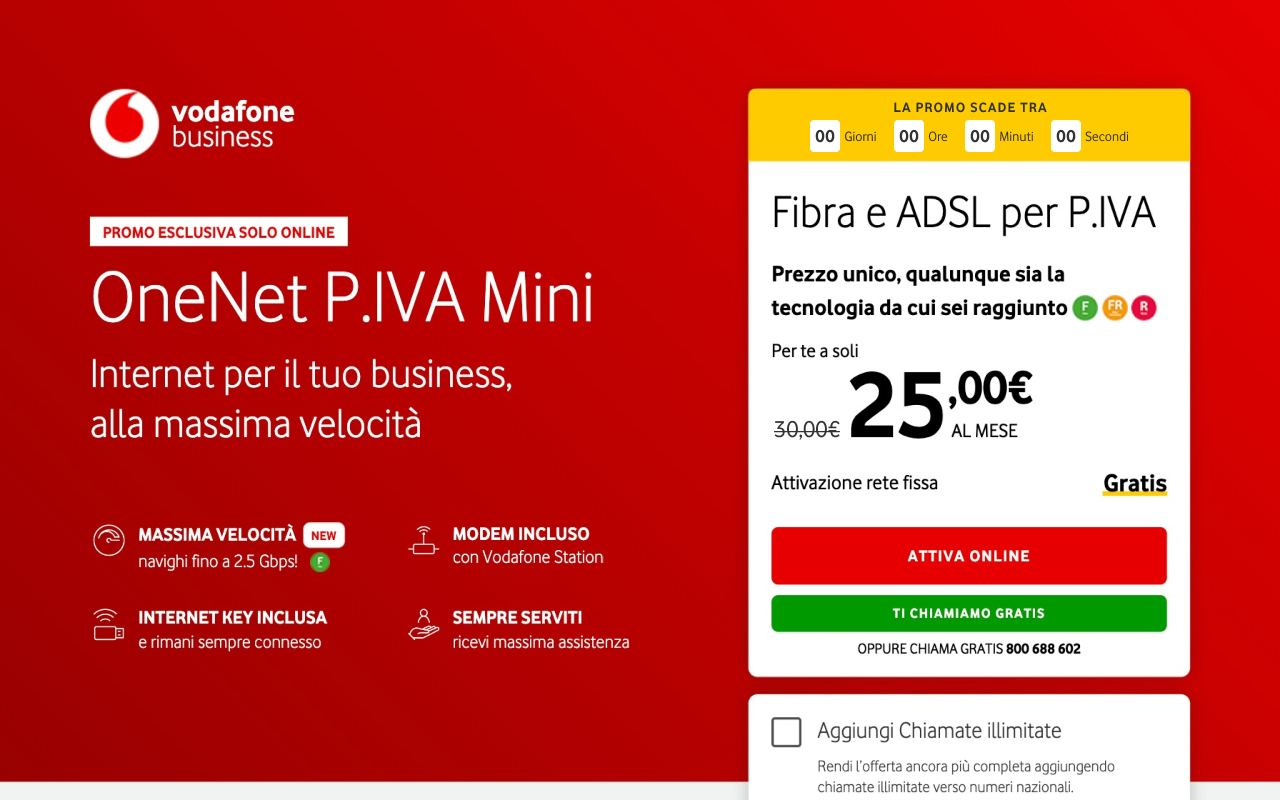 vodafone
business
PROMO ESCLUSIVA SOLO ONLINE
OneNet P.IVA Mini
Internet per il tuo business,
alla massima velocità
MASSIMA VELOCITÀ NEW
navighi fino a 2.5 Gbps! F
MODEM INCLUSO
con Vodafone Station
INTERNET KEY INCLUSA
e rimani sempre connesso
SEMPRE SERVITI
ricevi massima assistenza
LA PROMO SCADE TRA
00 Giorni 00 Ore 00 Minuti 00 Secondi
Fibra e ADSL per P.IVA
Prezzo unico, qualunque sia la
tecnologia da cui sei raggiunto F FR R
Per te a soli
30,00€ 25,00€ AL MESE
Attivazione rete fissa Gratis
ATTIVA ONLINE
TI CHIAMIAMO GRATIS
OPPURE CHIAMA GRATIS 800 688 602
Aggiungi Chiamate illimitate
Rendi l'offerta ancora più completa aggiungendo
chiamate illimitate verso numeri nazionali.